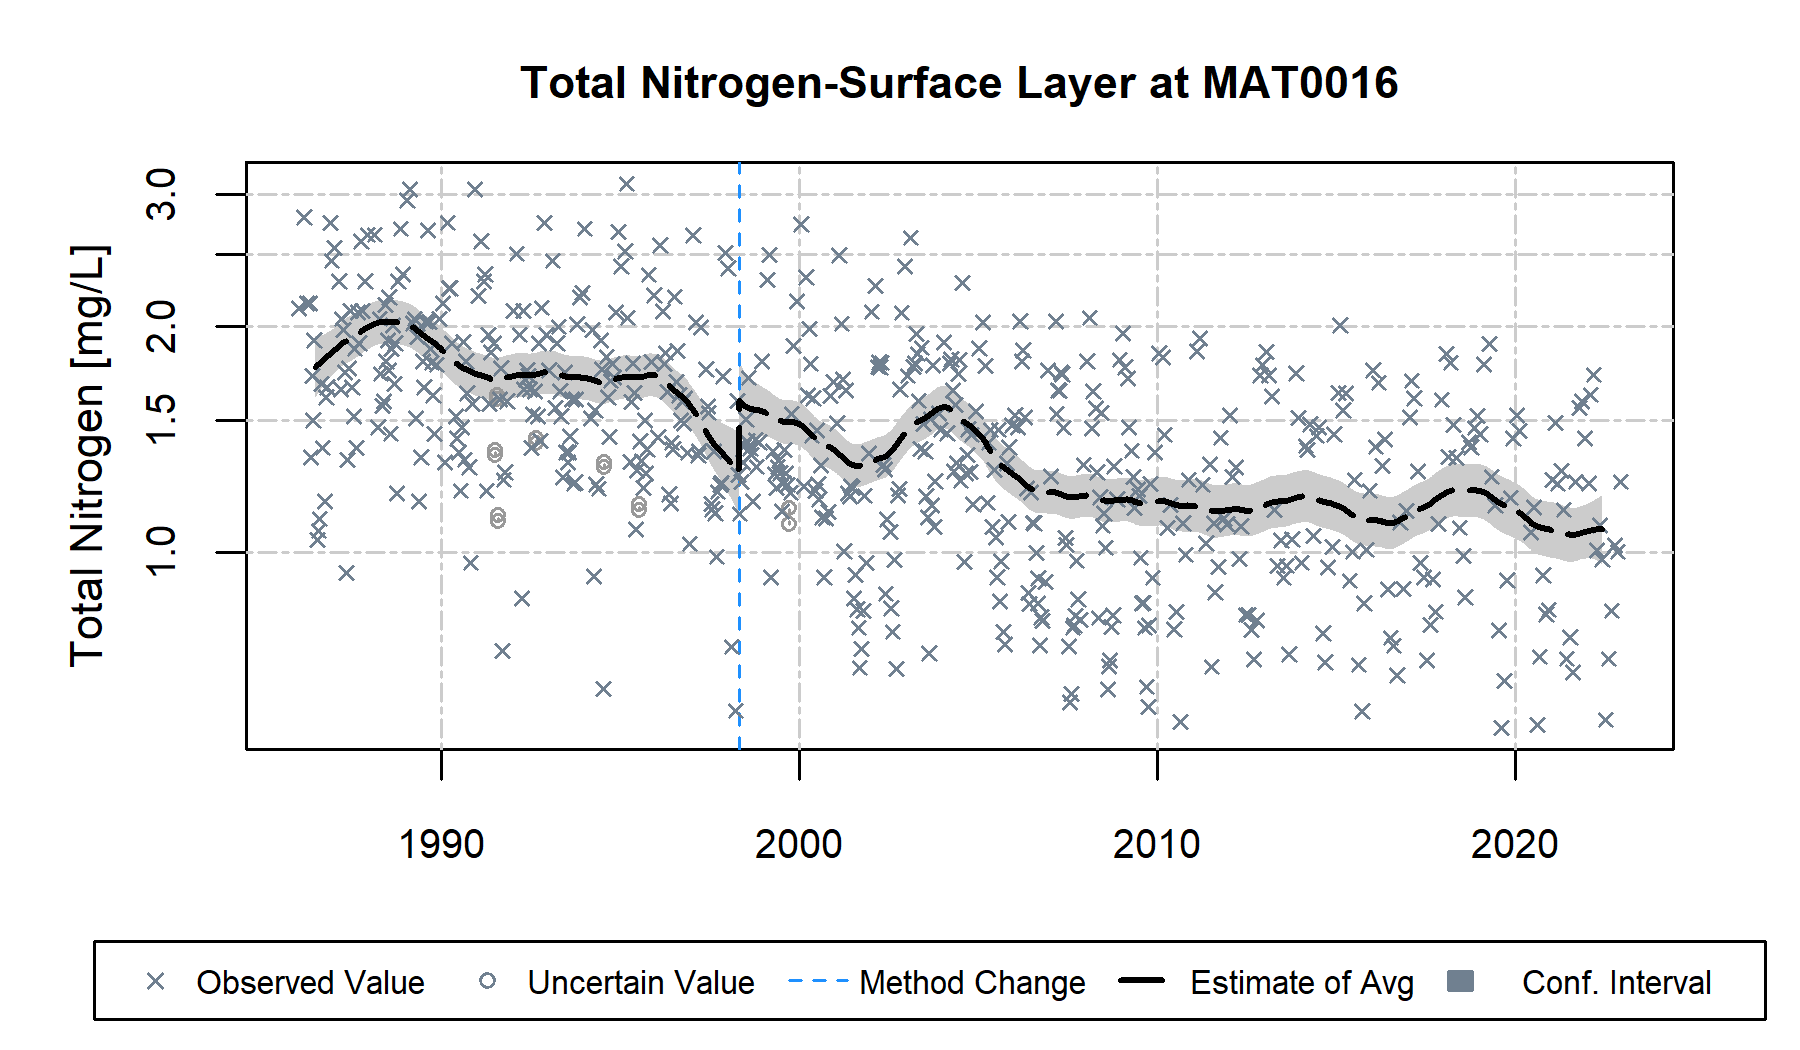 Total Nitrogen-Surface Layer at MAT0016
Total Nitrogen [mg/L]
3.0
2.0
1.5
1.0
1990 2000 2010 2020
Observed Value Uncertain Value Method Change Estimate of Avg Conf. Interval